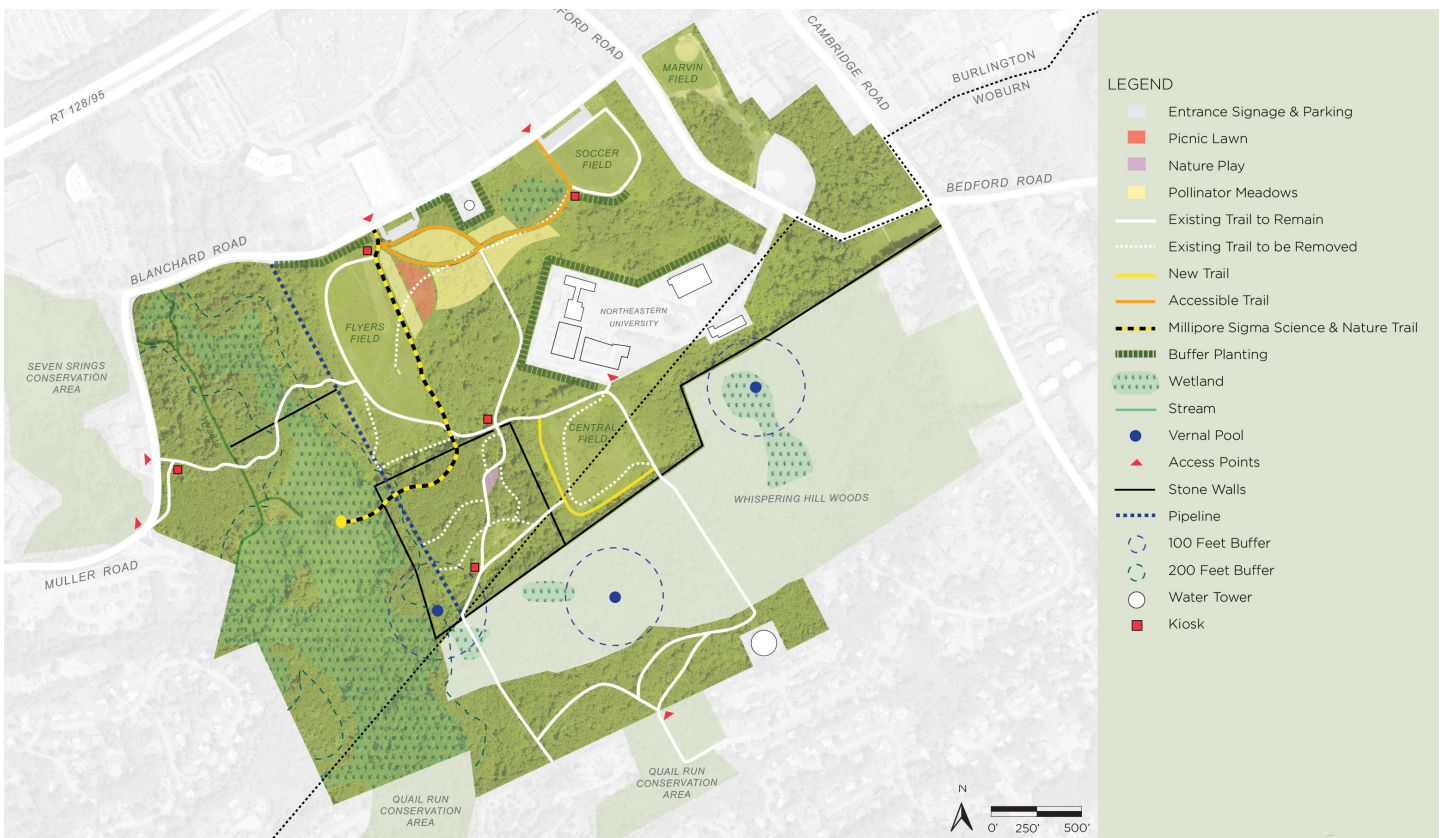 FORD ROAD
CAMBRIDGE ROAD
BURLINGTON
WOBURN
RT 128/95
MARVIN
FIELD
SOCCER
FIELD
BEDFORD ROAD
BLANCHARD ROAD
NORTHEASTERN
UNIVERSITY
FLYERS
FIELD
SEVEN SRINGS
CONSERVATION
AREA
CENTRAL
FIELD
WHISPERING HILL WOODS
MULLER ROAD
QUAIL RUN
CONSERVATION
AREA
QUAIL RUN
CONSERVATION
AREA
N
0' 250' 500'
LEGEND
Entrance Signage & Parking
Picnic Lawn
Nature Play
Pollinator Meadows
Existing Trail to Remain
Existing Trail to be Removed
New Trail
Accessible Trail
Millipore Sigma Science & Nature Trail
Buffer Planting
Wetland
Stream
Vernal Pool
Access Points
Stone Walls
Pipeline
100 Feet Buffer
200 Feet Buffer
Water Tower
Kiosk